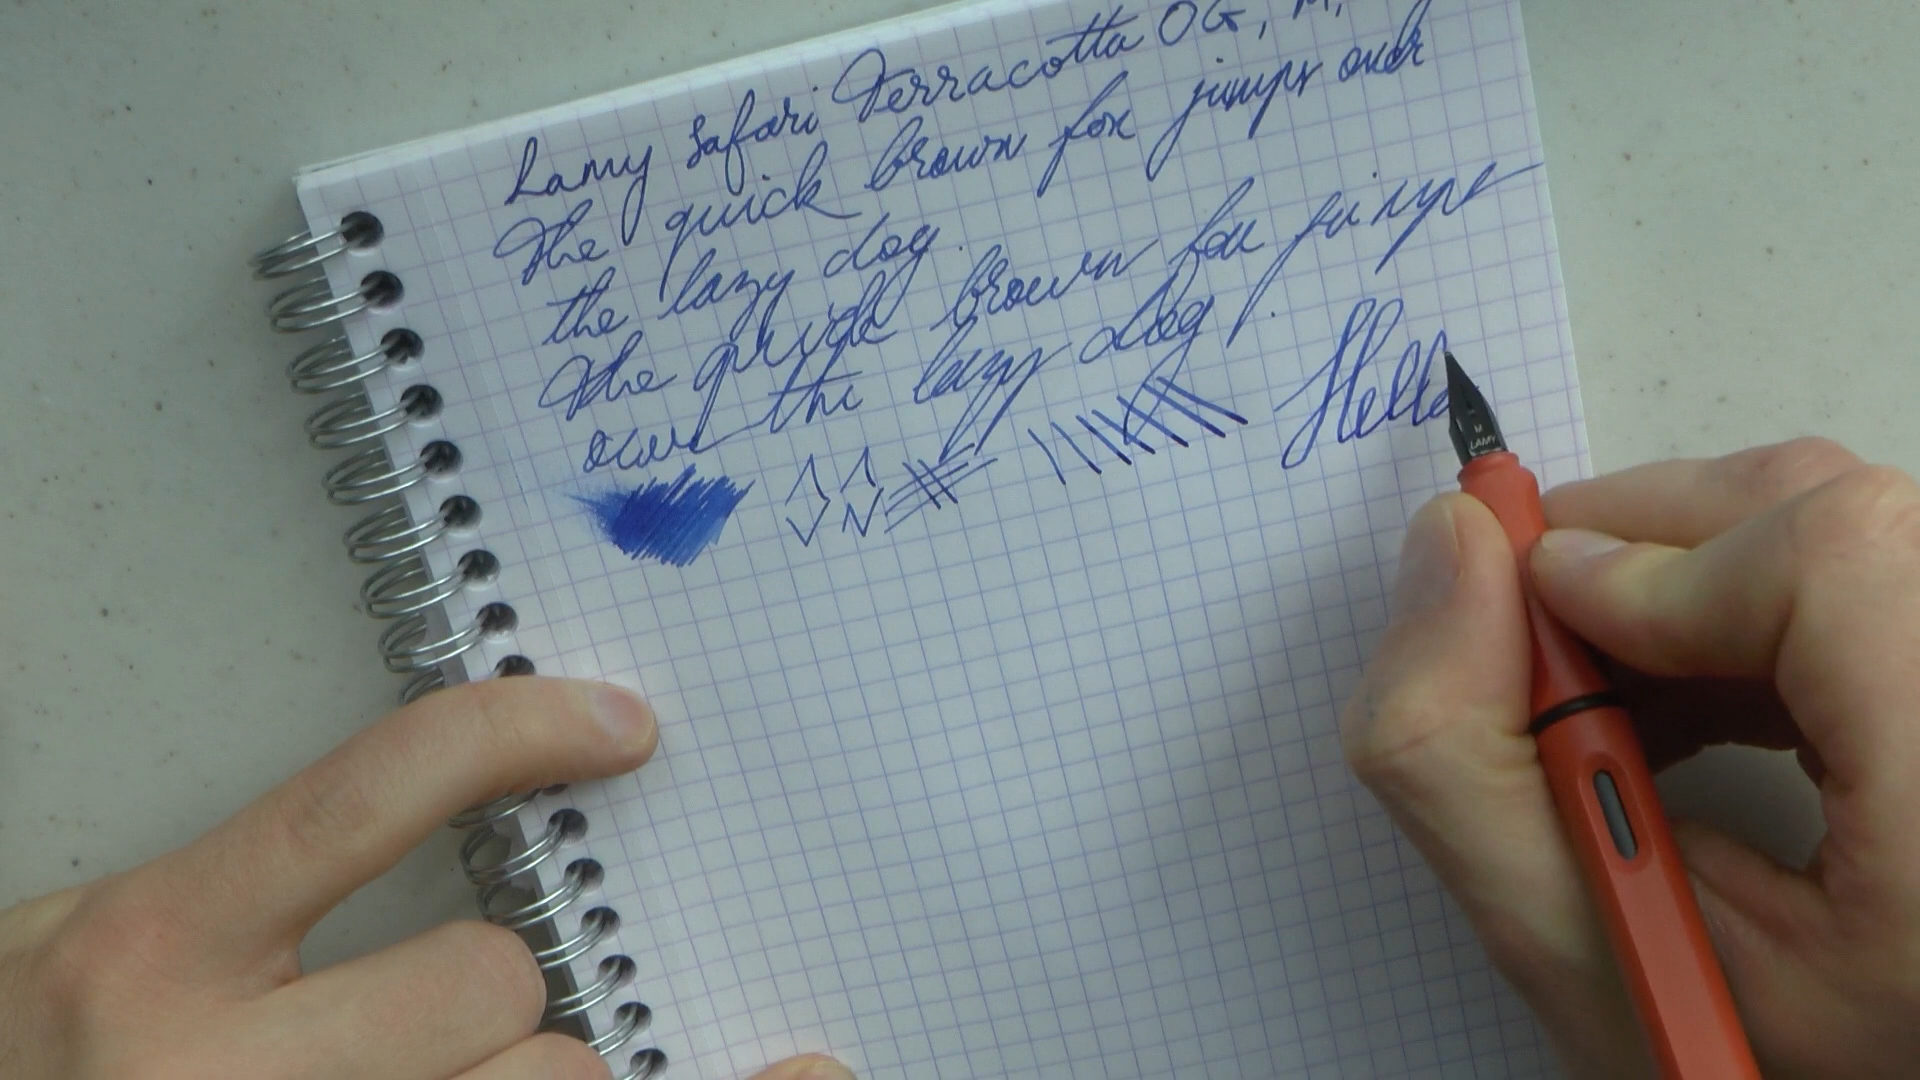 Lamy Safari Terracotta OG, M,
The quick brown fox jumps over
the lazy dog.
The quick brown fox jumps
over the lazy dog.
Hello
M
LAMY